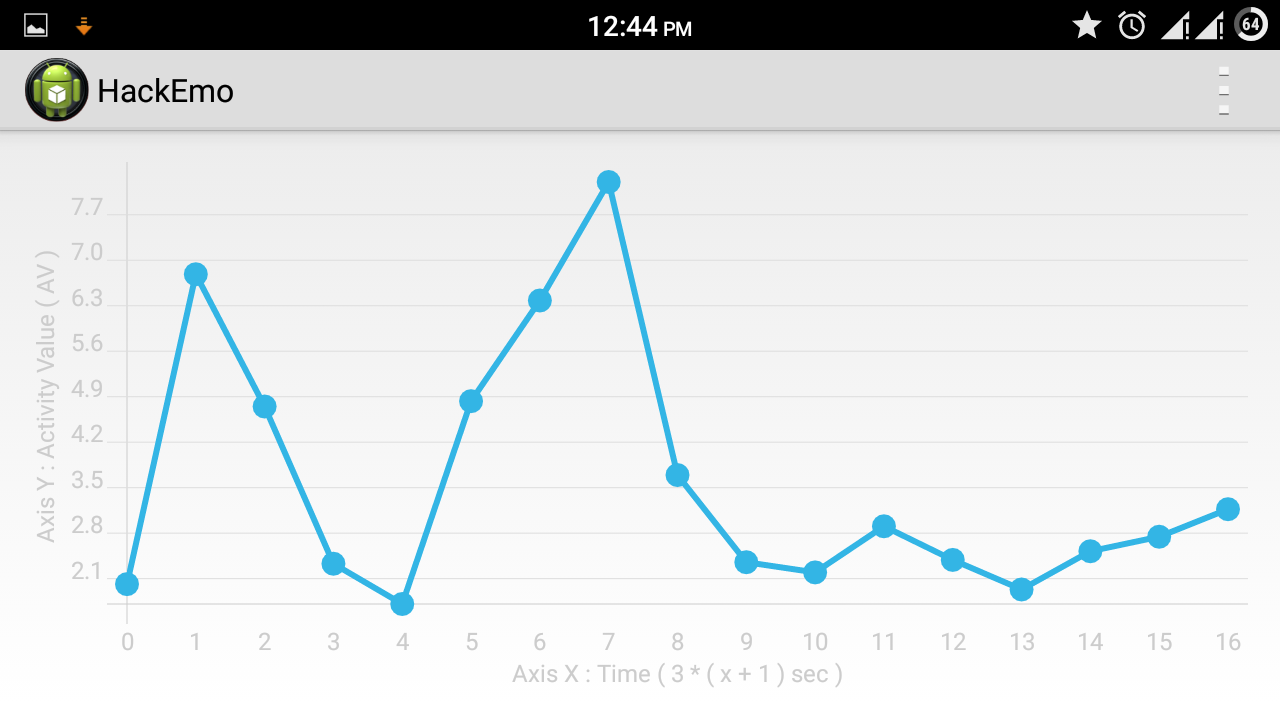 12:44 PM
64
HackEmo
7.7
7.0
6.3
5.6
4.9
4.2
3.5
2.8
2.1
Axis Y : Activity Value ( AV )
0 1 2 3 4 5 6 7 8 9 10 11 12 13 14 15 16
Axis X : Time ( 3 * ( x + 1 ) sec )